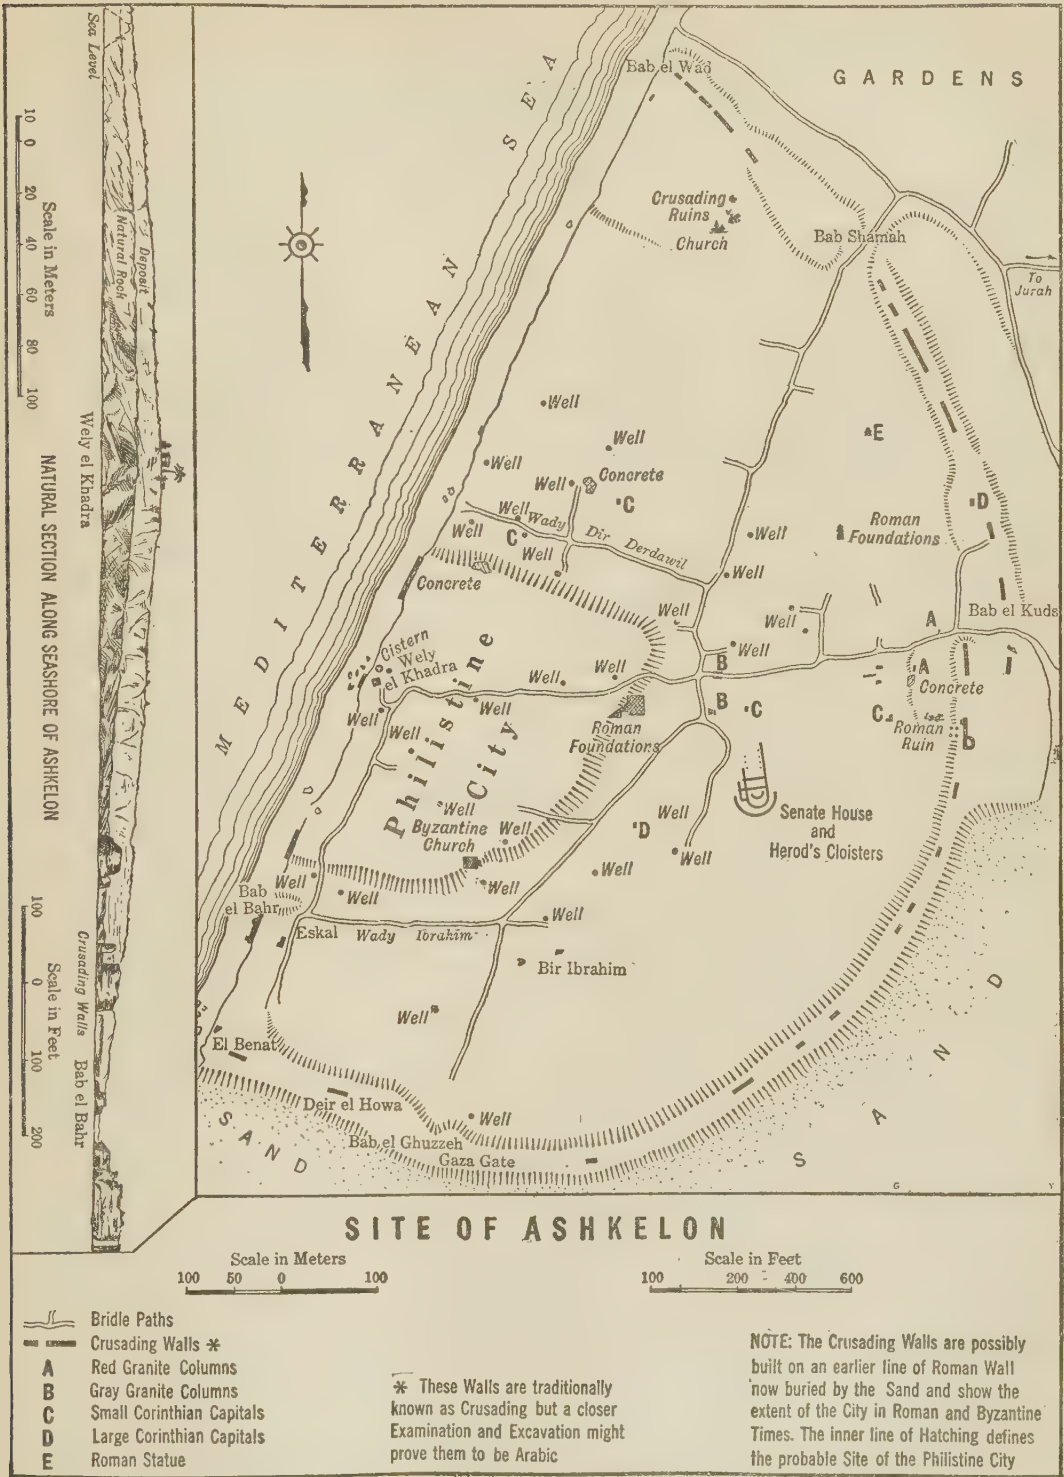 Sea Level
10
0
20
40
60
80
100
Scale in Meters
Deposit
Natural Rock
Wely el Khadra
NATURAL SECTION ALONG SEASHORE OF ASHKELON
100
0
100
200
Scale in Feet
Crusading Walls
Bab el Bahr
MEDITERRANEAN SEA
Bab el Wad
GARDENS
Crusading
Ruins
Church
Bab Shamah
To
Jurah
Well
Well
Well
Well
Concrete
E
C
D
Well
Wady Dir Derdawil
Well
C
Well
Well
Roman
Foundations
Concrete
Well
Well
Well
Bab el Kuds
A
Cistern
Wely
el Khadra
Well
B
Well
Well
A
Concrete
Well
Well
Well
B
C
C
Roman
Ruin
D
Roman
Foundations
Philistine
City
Well
Byzantine
Church
Well
D
Well
Well
Senate House
and
Herod's Cloisters
Well
Well
Well
Well
Bab
el Bahr
Well
Eskal
Wady Ibrahim
Bir Ibrahim
Well
El Benat
Deir el Howa
Well
Bab el Ghuzzeh
Gaza Gate
SAND
SAND
G
Y
SITE OF ASHKELON
Scale in Meters
100 50 0 100
Scale in Feet
100 200 400 600
Bridle Paths
Crusading Walls *
A Red Granite Columns
B Gray Granite Columns
C Small Corinthian Capitals
D Large Corinthian Capitals
E Roman Statue
* These Walls are traditionally
known as Crusading but a closer
Examination and Excavation might
prove them to be Arabic
NOTE: The Crusading Walls are possibly
built on an earlier line of Roman Wall
now buried by the Sand and show the
extent of the City in Roman and Byzantine
Times. The inner line of Hatching defines
the probable Site of the Philistine City